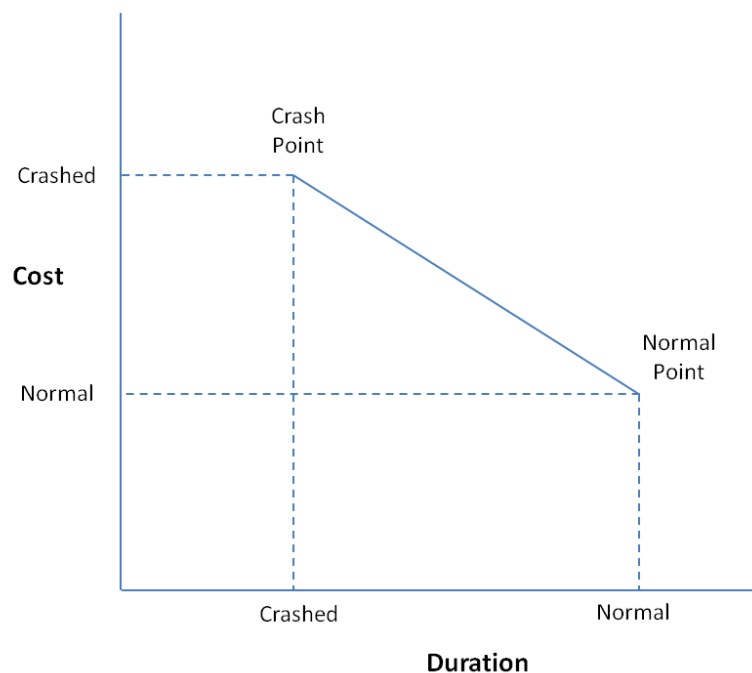 Crash
Point
Crashed
Cost
Normal
Point
Normal
Crashed
Normal
Duration